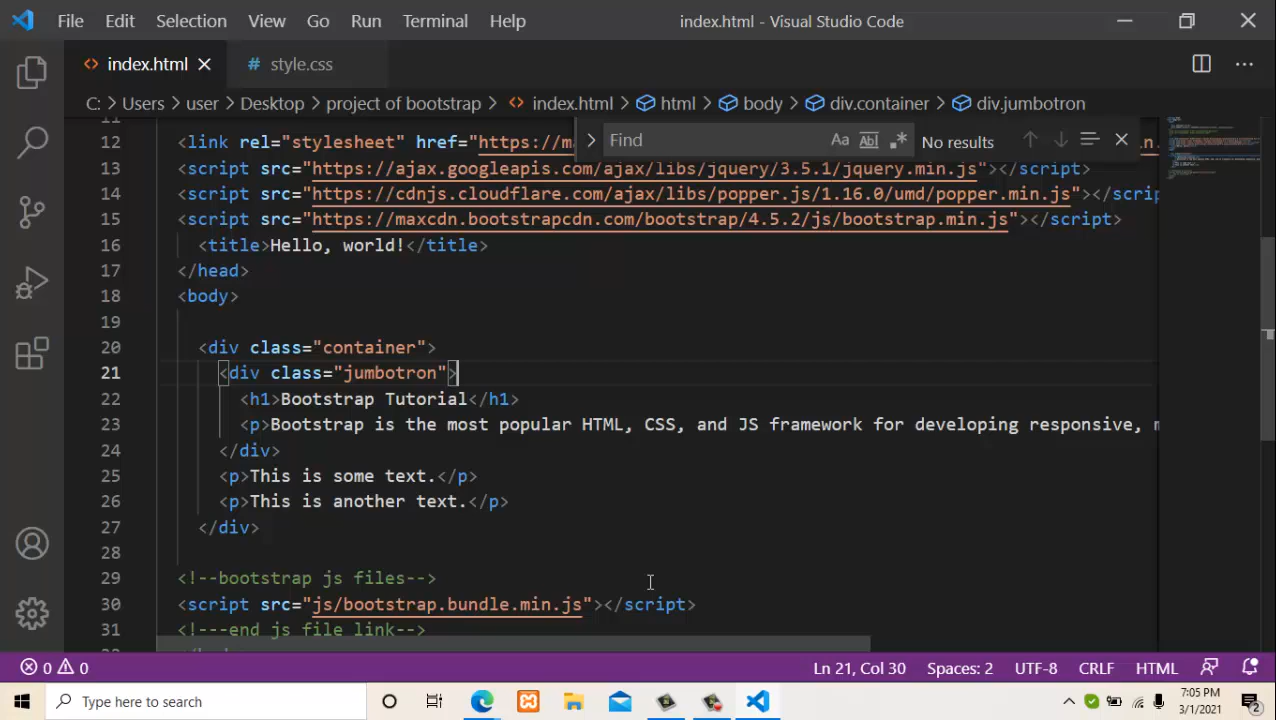 File Edit Selection View Go Run Terminal Help index.html - Visual Studio Code
index.html # style.css
C: > Users > user > Desktop > project of bootstrap > index.html > html > body > div.container > div.jumbotron
Find Aa Abl .* No results
11
12 <link rel="stylesheet" href="https://ma n.
13 <script src="https://ajax.googleapis.com/ajax/libs/jquery/3.5.1/jquery.min.js"></script>
14 <script src="https://cdnjs.cloudflare.com/ajax/libs/popper.js/1.16.0/umd/popper.min.js"></scrip
15 <script src="https://maxcdn.bootstrapcdn.com/bootstrap/4.5.2/js/bootstrap.min.js"></script>
16 <title>Hello, world!</title>
17 </head>
18 <body>
19
20 <div class="container">
21 <div class="jumbotron">
22 <h1>Bootstrap Tutorial</h1>
23 <p>Bootstrap is the most popular HTML, CSS, and JS framework for developing responsive, m
24 </div>
25 <p>This is some text.</p>
26 <p>This is another text.</p>
27 </div>
28
29 <!--bootstrap js files-->
30 <script src="js/bootstrap.bundle.min.js"></script>
31 <!---end js file link-->
0 0 Ln 21, Col 30 Spaces: 2 UTF-8 CRLF HTML
Type here to search 7:05 PM
3/1/2021 2